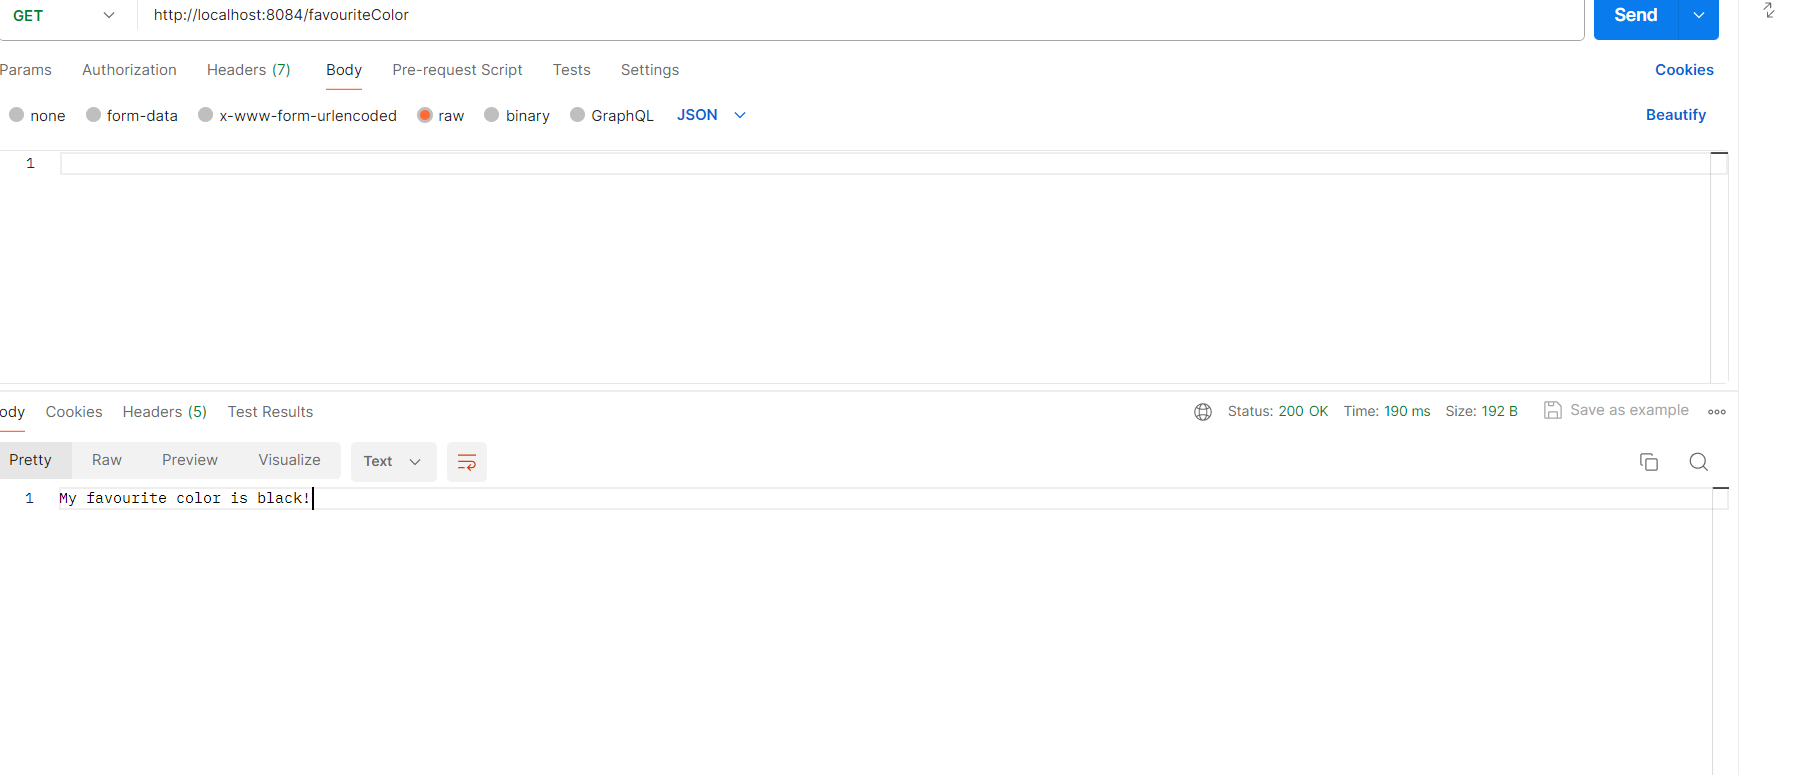 GET http://localhost:8084/favouriteColor Send
Params Authorization Headers (7) Body Pre-request Script Tests Settings Cookies
none form-data x-www-form-urlencoded raw binary GraphQL JSON Beautify
1
ody Cookies Headers (5) Test Results Status: 200 OK Time: 190 ms Size: 192 B Save as example
Pretty Raw Preview Visualize Text
1 My favourite color is black!